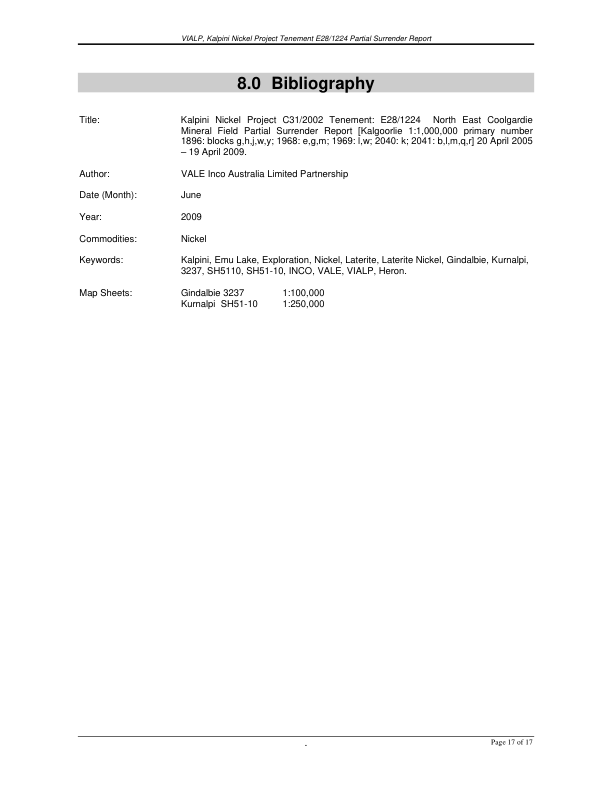 VIALP, Kalpini Nickel Project Tenement E28/1224 Partial Surrender Report
8.0 Bibliography
Title: Kalpini Nickel Project C31/2002 Tenement: E28/1224 North East Coolgardie
Mineral Field Partial Surrender Report [Kalgoorlie 1:1,000,000 primary number
1896: blocks g,h,j,w,y; 1968: e,g,m; 1969: l,w; 2040: k; 2041: b,l,m,q,r] 20 April 2005
– 19 April 2009.
Author: VALE Inco Australia Limited Partnership
Date (Month): June
Year: 2009
Commodities: Nickel
Keywords: Kalpini, Emu Lake, Exploration, Nickel, Laterite, Laterite Nickel, Gindalbie, Kurnalpi,
3237, SH5110, SH51-10, INCO, VALE, VIALP, Heron.
Map Sheets: Gindalbie 3237 1:100,000
Kurnalpi SH51-10 1:250,000
- Page 17 of 17